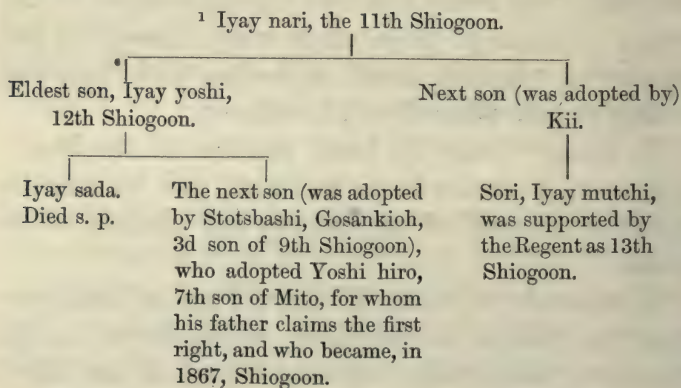 ¹ Iyay nari, the 11th Shiogoon.
Eldest son, Iyay yoshi,
12th Shiogoon.
Next son (was adopted by)
Kii.
Iyay sada.
Died s. p.
The next son (was adopted
by Stotsbashi, Gosankioh,
3d son of 9th Shiogoon),
who adopted Yoshi hiro,
7th son of Mito, for whom
his father claims the first
right, and who became, in
1867, Shiogoon.
Sori, Iyay mutchi,
was supported by
the Regent as 13th
Shiogoon.